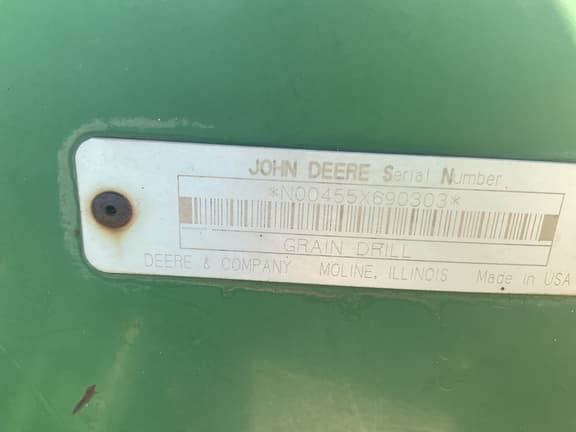 JOHN DEERE Serial Number
*N00455X690303*
GRAIN DRILL
DEERE & COMPANY MOLINE, ILLINOIS Made in USA